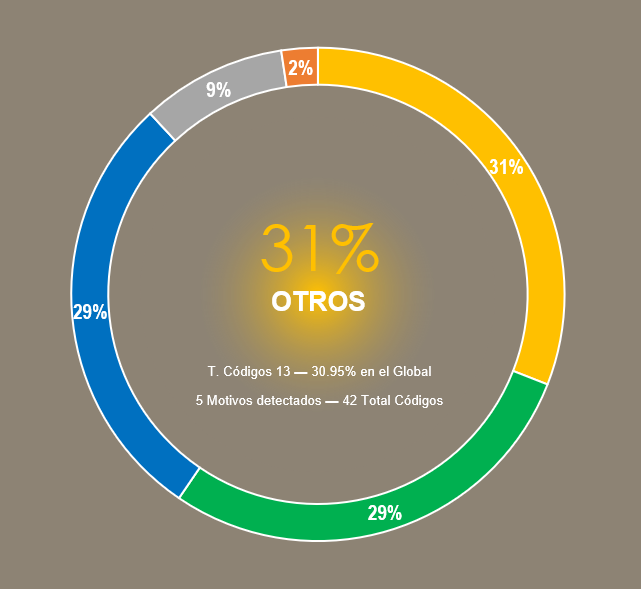 2%
9%
31%
31%
OTROS
29%
T. Códigos 13 — 30.95% en el Global
5 Motivos detectados — 42 Total Códigos
29%